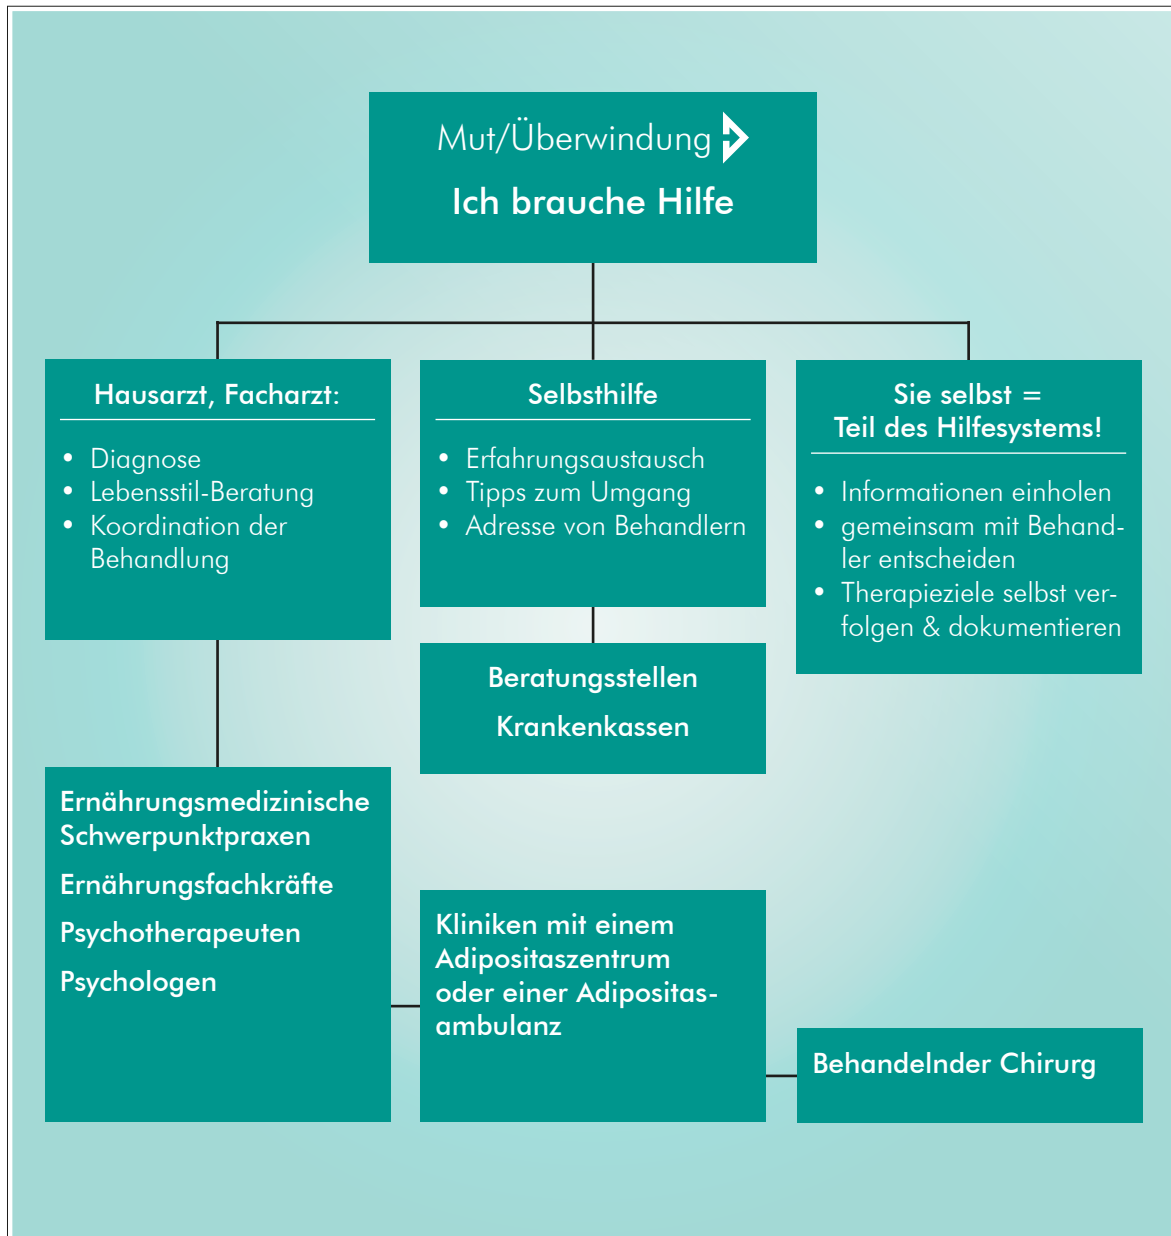 Mut/Überwindung
Ich brauche Hilfe
Hausarzt, Facharzt:
• Diagnose
• Lebensstil-Beratung
• Koordination der
Behandlung
Selbsthilfe
• Erfahrungsaustausch
• Tipps zum Umgang
• Adresse von Behandlern
Sie selbst =
Teil des Hilfesystems!
• Informationen einholen
• gemeinsam mit Behand-
ler entscheiden
• Therapieziele selbst ver-
folgen & dokumentieren
Beratungsstellen
Krankenkassen
Ernährungsmedizinische
Schwerpunktpraxen
Ernährungsfachkräfte
Psychotherapeuten
Psychologen
Kliniken mit einem
Adipositaszentrum
oder einer Adipositas-
ambulanz
Behandelnder Chirurg